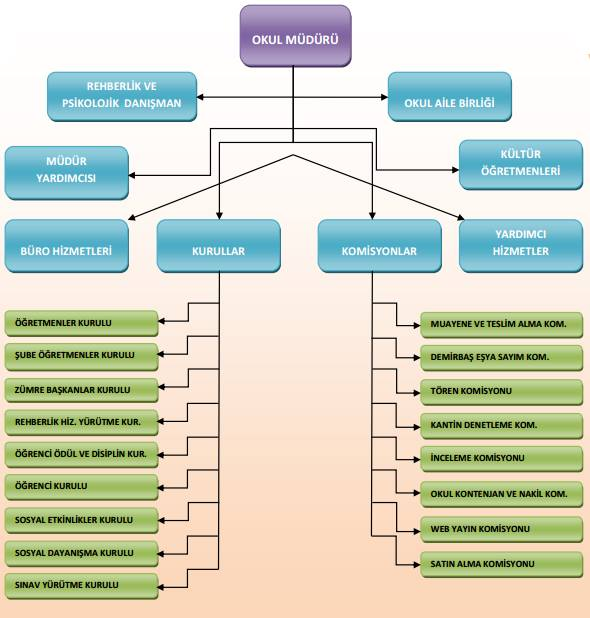 OKUL MÜDÜRÜ
REHBERLİK VE
PSİKOLOJİK DANIŞMAN
OKUL AİLE BİRLİĞİ
MÜDÜR
YARDIMCISI
KÜLTÜR
ÖĞRETMENLERİ
BÜRO HİZMETLERİ
KURULLAR
KOMİSYONLAR
YARDIMCI
HİZMETLER
ÖĞRETMENLER KURULU
ŞUBE ÖĞRETMENLER KURULU
ZÜMRE BAŞKANLAR KURULU
REHBERLİK HİZ. YÜRÜTME KUR.
ÖĞRENCİ ÖDÜL VE DİSİPLİN KUR.
ÖĞRENCİ KURULU
SOSYAL ETKİNLİKLER KURULU
SOSYAL DAYANIŞMA KURULU
SINAV YÜRÜTME KURULU
MUAYENE VE TESLİM ALMA KOM.
DEMİRBAŞ EŞYA SAYIM KOM.
TÖREN KOMİSYONU
KANTİN DENETLEME KOM.
İNCELEME KOMİSYONU
OKUL KONTENJAN VE NAKİL KOM.
WEB YAYIN KOMİSYONU
SATIN ALMA KOMİSYONU